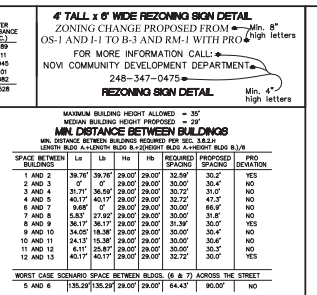 4' TALL x 6' WIDE REZONING SIGN DETAIL
ZONING CHANGE PROPOSED FROM
Min. 8" high letters
OS-1 AND I-1 TO B-3 AND RM-1 WITH PRO
FOR MORE INFORMATION CALL:
NOVI COMMUNITY DEVELOPMENT DEPARTMENT
248-347-0475
REZONING SIGN DETAIL
Min. 4" high letters
MAXIMUM BUILDING HEIGHT ALLOWED = 35'
MEDIAN BUILDING HEIGHT PROPOSED = 29'
MIN. DISTANCE BETWEEN BUILDINGS
MIN. DISTANCE BETWEEN BUILDINGS REQUIRED PER SEC. 3.8.2.H
LENGTH BLDG A.+LENGTH BLDG B.+2(HEIGHT BLDG A.+HEIGHT BLDG B.)/6
SPACE BETWEEN BUILDINGS La Lb Ha Hb REQUIRED SPACING PROPOSED SPACING PRO DEVIATION
1 AND 2 39.76' 39.76' 29.00' 29.00' 32.59' 30.2' YES
2 AND 3 0' 0' 29.00' 29.00' 30.00' 30.4' NO
3 AND 4 31.71' 36.59' 29.00' 29.00' 30.72' 31.0' NO
4 AND 5 40.17' 40.17' 29.00' 29.00' 32.72' 47.3' NO
6 AND 7 9.68' 0' 29.00' 29.00' 30.00' 66.9' NO
7 AND 8 5.83' 27.92' 29.00' 29.00' 30.00' 31.8' NO
8 AND 9 36.17' 36.17' 29.00' 29.00' 31.39' 30.0' YES
9 AND 10 34.05' 18.38' 29.00' 29.00' 30.00' 30.4' NO
10 AND 11 24.13' 15.38' 29.00' 29.00' 30.00' 30.6' NO
11 AND 12 6.11' 25.87' 29.00' 29.00' 30.00' 30.3' NO
12 AND 13 40.17' 40.17' 29.00' 29.00' 32.72' 30.0' YES
WORST CASE SCENARIO SPACE BETWEEN BLDGS. (6 & 7) ACROSS THE STREET
5 AND 6 135.29' 135.29' 29.00' 29.00' 64.43' 90.00' NO